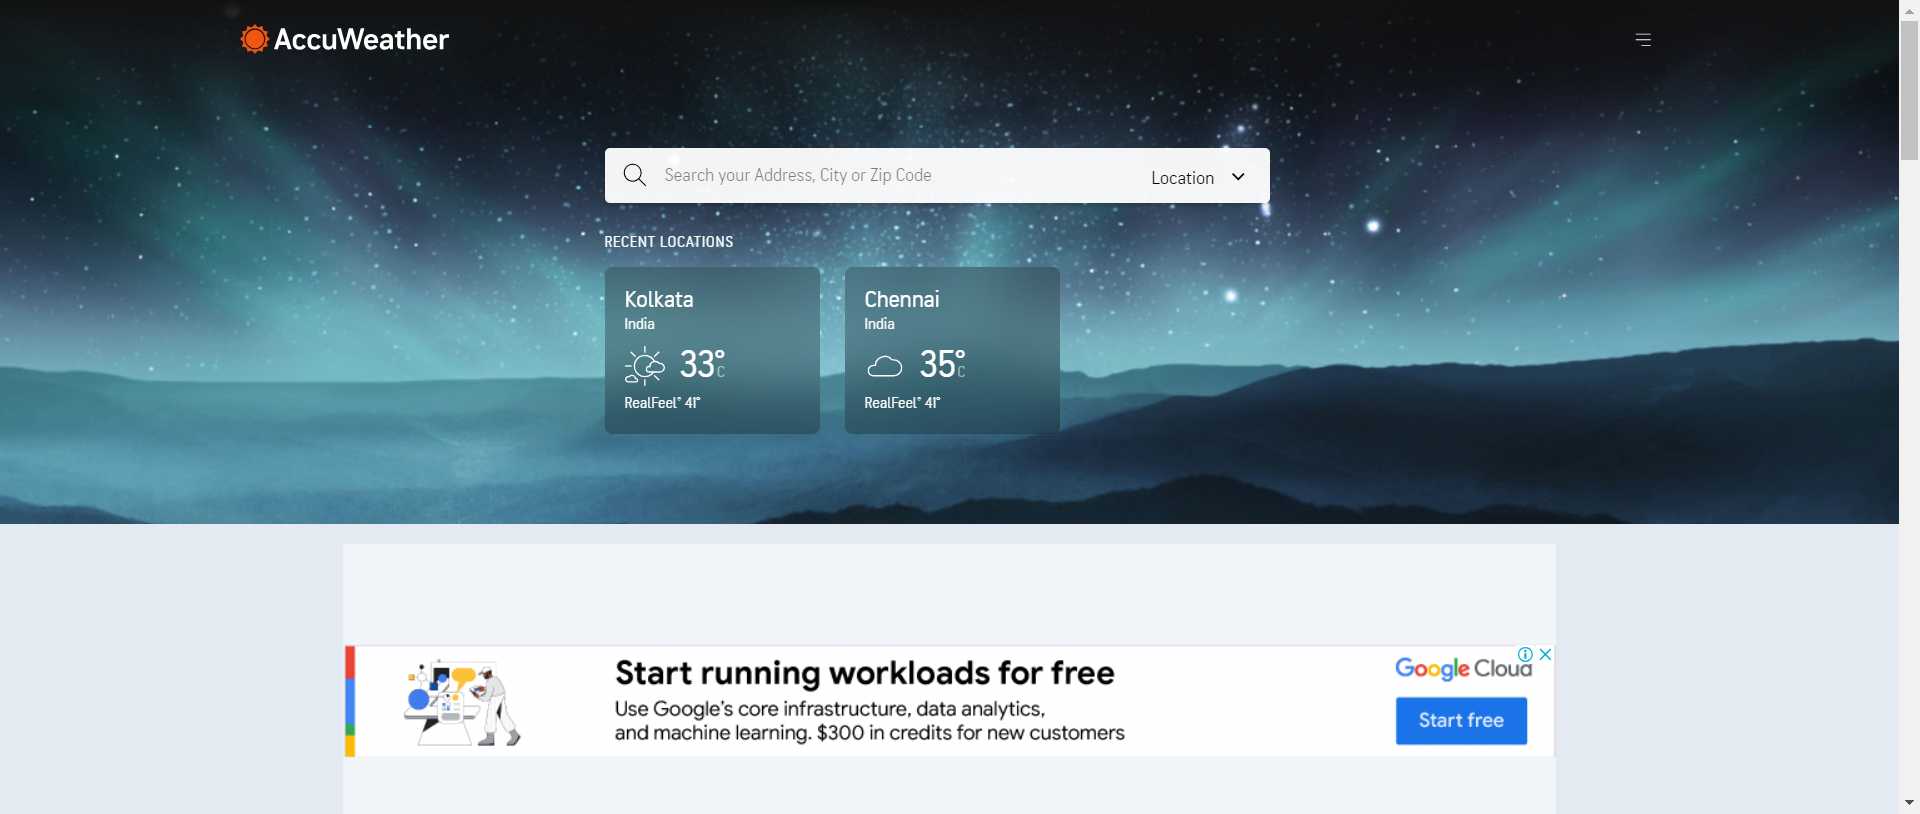 AccuWeather
Search your Address, City or Zip Code
Location
RECENT LOCATIONS
Kolkata
India
33°C
RealFeel® 41°
Chennai
India
35°C
RealFeel® 41°
Start running workloads for free
Use Google's core infrastructure, data analytics,
and machine learning. $300 in credits for new customers
Google Cloud
Start free